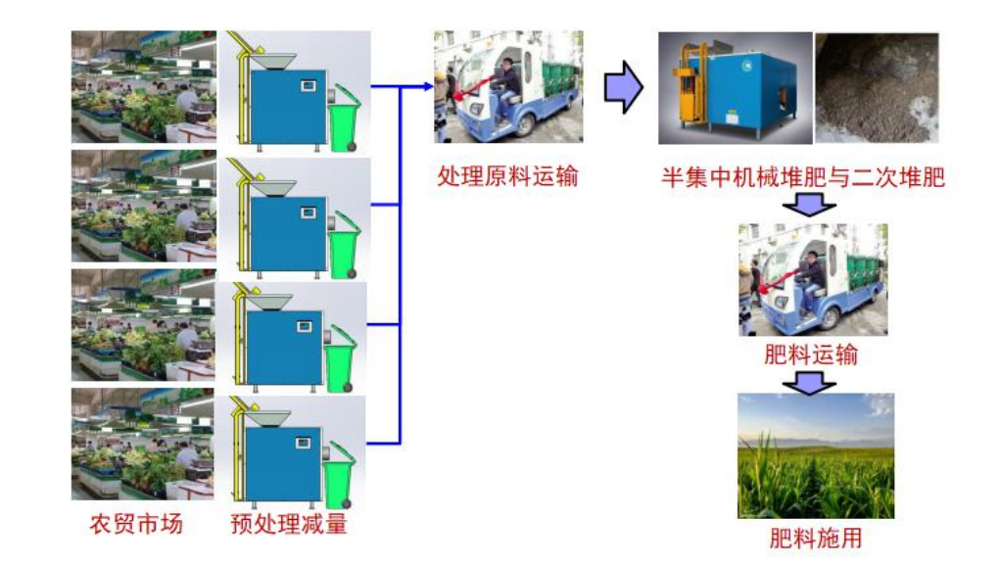 处理原料运输
半集中机械堆肥与二次堆肥
肥料运输
农贸市场
预处理减量
肥料施用